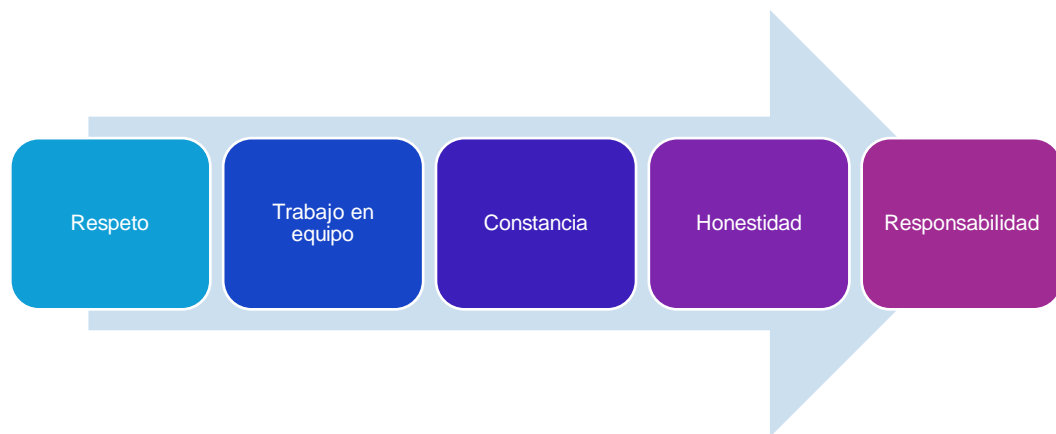 Respeto
Trabajo en
equipo
Constancia
Honestidad
Responsabilidad